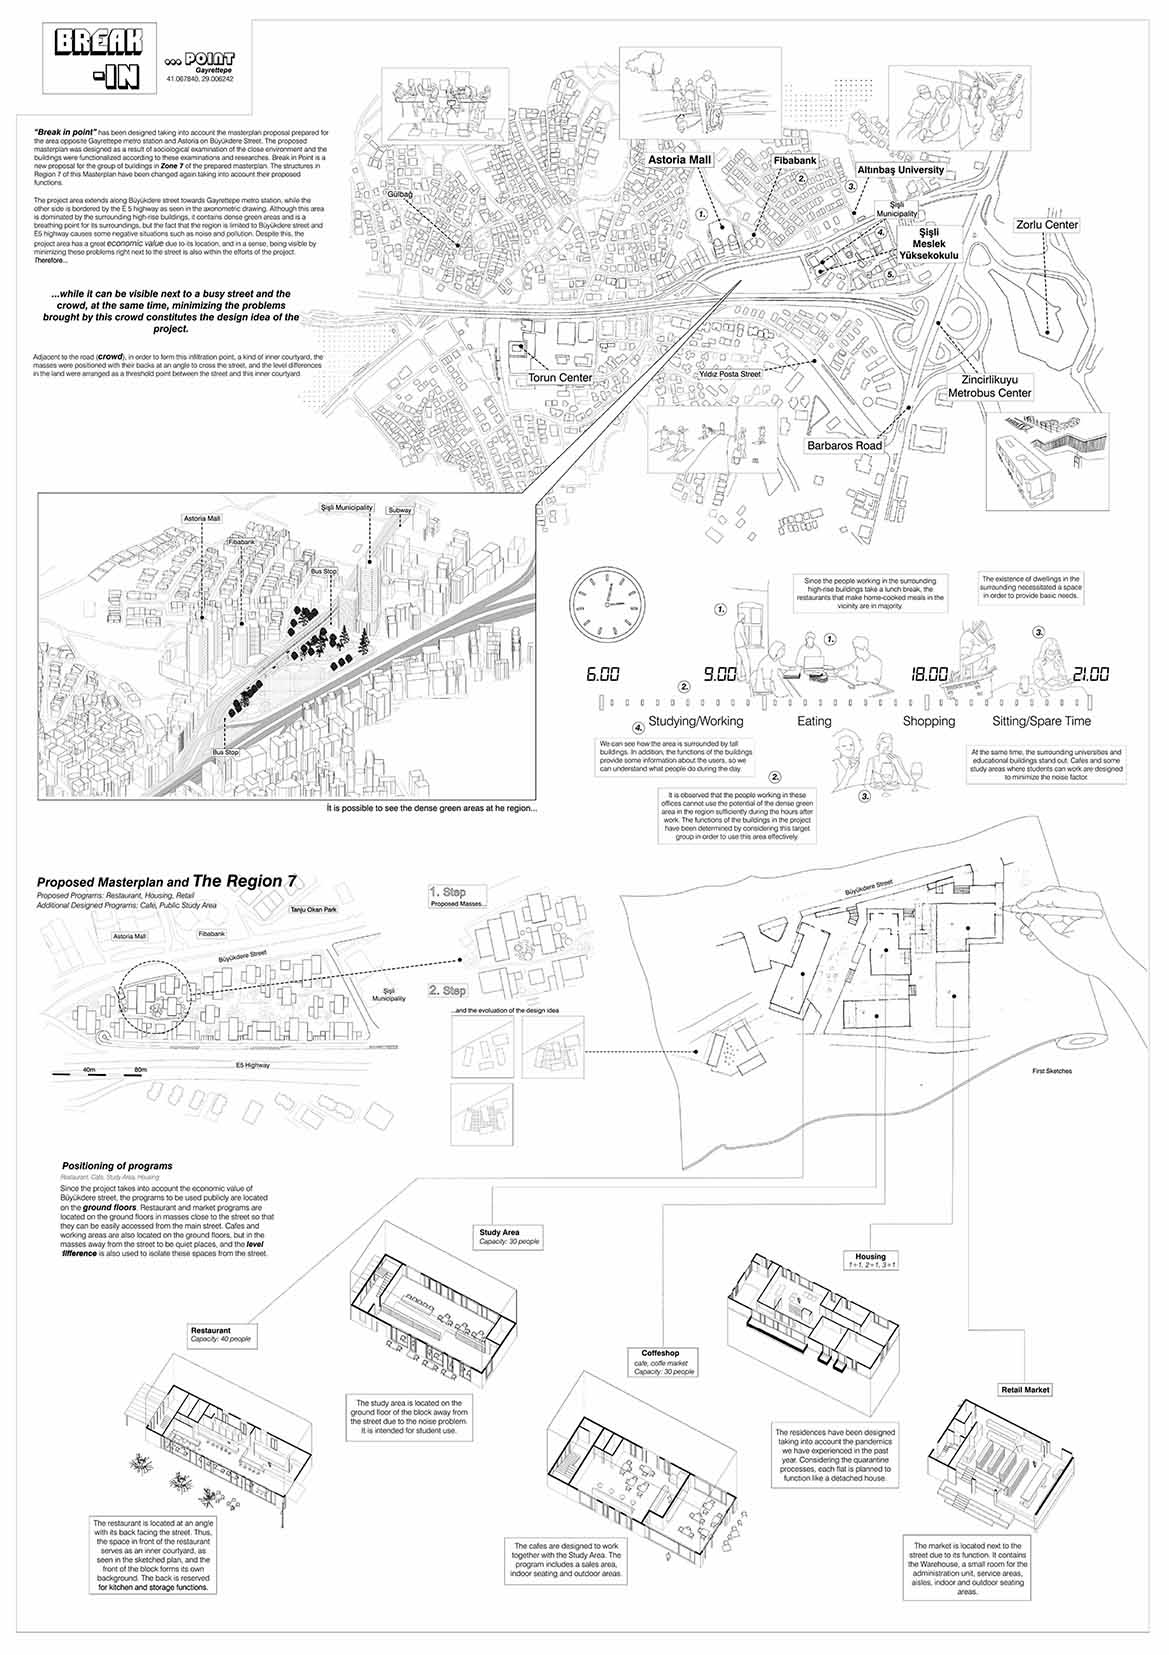 BREAK
-IN
... POINT
Gayrettepe
41.067840, 29.006242
"Break in point" has been designed taking into account the masterplan proposal prepared for
the area opposite Gayrettepe metro station and Astoria on Büyükdere Street. The proposed
masterplan was designed as a result of sociological examination of the close environment and the
buildings were functionalized according to these examinations and researches. Break in Point is a
new proposal for the group of buildings in Zone 7 of the prepared masterplan. The structures in
Region 7 of this Masterplan have been changed again taking into account their proposed
functions.
The project area extends along Büyükdere street towards Gayrettepe metro station, while the
other side is bordered by the E 5 highway as seen in the axonometric drawing. Although this area
is dominated by the surrounding high-rise buildings, it contains dense green areas and is a
breathing point for its surroundings, but the fact that the region is limited to Büyükdere street and
E5 highway causes some negative situations such as noise and pollution. Despite this, the
project area has a great economic value due to its location, and in a sense, being visible by
minimizing these problems right next to the street is also within the efforts of the project.
Therefore...
...while it can be visible next to a busy street and the
crowd, at the same time, minimizing the problems
brought by this crowd constitutes the design idea of the
project.
Adjacent to the road (crowd), in order to form this infiltration point, a kind of inner courtyard, the
masses were positioned with their backs at an angle to cross the street, and the level differences
in the land were arranged as a threshold point between the street and this inner courtyard
Gülbağ
Astoria Mall
Fibabank
Altınbaş University
Şişli
Municipality
Şişli
Meslek
Yüksekokulu
Zorlu Center
1.
2.
3.
4.
5.
Torun Center
Yıldız Posta Street
Zincirlikuyu
Metrobus Center
Barbaros Road
Astoria Mall
Fibabank
Şişli Municipality
Subway
Bus Stop
Bus Stop
İt is possible to see the dense green areas at he region...
1.
Since the people working in the surrounding
high-rise buildings take a lunch break, the
restaurants that make home-cooked meals in the
vicinity are in majority.
The existence of dwellings in the
surrounding necessitated a space
in order to provide basic needs.
1.
3.
6.00
9.00
18.00
21.00
2.
4.
Studying/Working
Eating
Shopping
Sitting/Spare Time
We can see how the area is surrounded by tall
buildings. In addition, the functions of the buildings
provide some information about the users, so we
can understand what people do during the day.
2.
3.
At the same time, the surrounding universities and
educational buildings stand out. Cafes and some
study areas where students can work are designed
to minimize the noise factor.
It is observed that the people working in these
offices cannot use the potential of the dense green
area in the region sufficiently during the hours after
work. The functions of the buildings in the project
have been determined by considering this target
group in order to use this area effectively.
Proposed Masterplan and The Region 7
Proposed Programs: Restaurant, Housing, Retail
Additional Designed Programs: Café, Public Study Area
Astoria Mall
Fibabank
Tanju Okan Park
Büyükdere Street
Şişli
Municipality
E5 Highway
40m
80m
1. Step
Proposed Masses...
2. Step
...and the evolution of the design idea
Büyükdere Street
First Sketches
Positioning of programs
Restaurant, Cafe, Study Area, Housing
Since the project takes into account the economic value of
Büyükdere street, the programs to be used publicly are located
on the ground floors. Restaurant and market programs are
located on the ground floors in masses close to the street so that
they can be easily accessed from the main street. Cafes and
working areas are also located on the ground floors, but in the
masses away from the street to be quiet places, and the level
difference is also used to isolate these spaces from the street.
Study Area
Capacity: 30 people
Housing
1+1, 2+1, 3+1
Restaurant
Capacity: 40 people
Coffeshop
cafe, coffe market
Capacity: 30 people
Retail Market
The study area is located on the
ground floor of the block away from
the street due to the noise problem.
It is intended for student use.
The residences have been designed
taking into account the pandemics
we have experienced in the past
year. Considering the quarantine
processes, each flat is planned to
function like a detached house.
The restaurant is located at an angle
with its back facing the street. Thus,
the space in front of the restaurant
serves as an inner courtyard, as
seen in the sketched plan, and the
front of the block forms its own
background. The back is reserved
for kitchen and storage functions.
The cafes are designed to work
together with the Study Area. The
program includes a sales area,
indoor seating and outdoor areas.
The market is located next to the
street due to its function. It contains
the Warehouse, a small room for the
administration unit, service areas,
aisles, indoor and outdoor seating
areas.